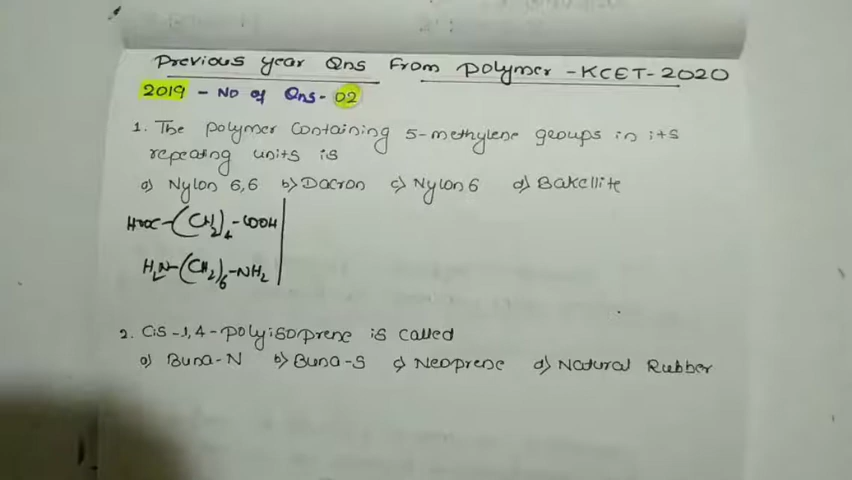 Previous year Qns From Polymer - KCET - 2020
2019 - No of Qns - 02
1. The polymer containing 5-methylene groups in its
repeating units is
a) Nylon 6,6 b) Dacron c) Nylon 6 d) Bakelite
HOOC-(CH2)4-COOH
H2N-(CH2)6-NH2
2. Cis-1,4-polyisoprene is called
a) Buna-N b) Buna-S c) Neoprene d) Natural Rubber